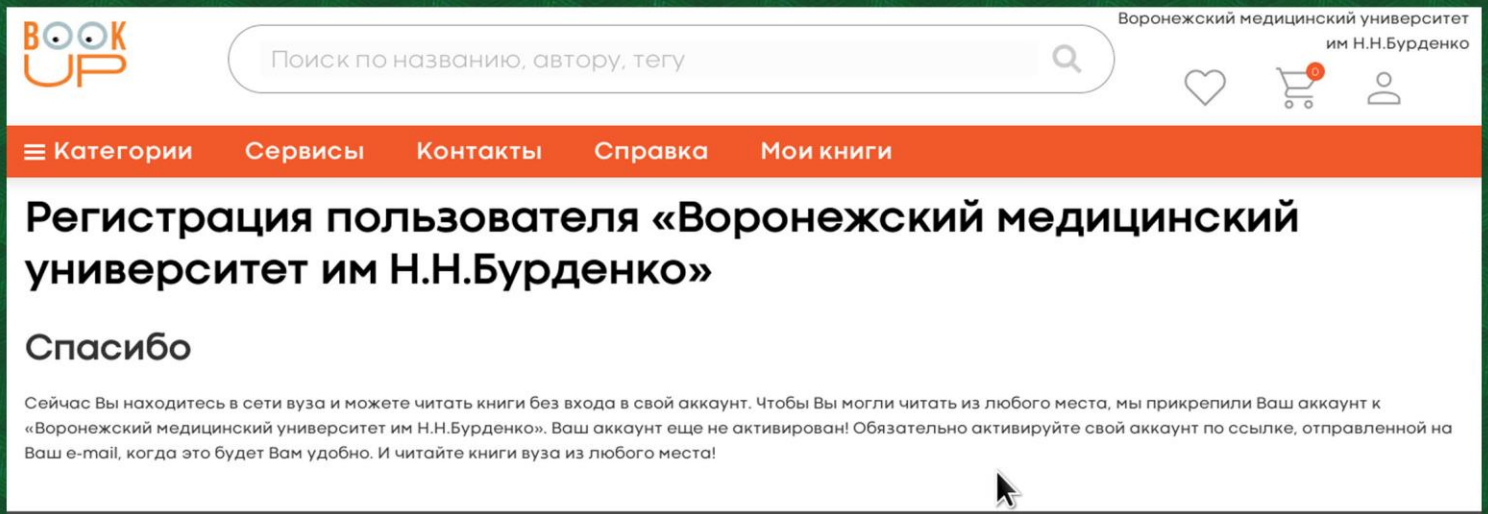 BOOK
UP
Поиск по названию, автору, тегу
Воронежский медицинский университет
им Н.Н.Бурденко
0
Категории Сервисы Контакты Справка Мои книги
Регистрация пользователя «Воронежский медицинский
университет им Н.Н.Бурденко»
Спасибо
Сейчас Вы находитесь в сети вуза и можете читать книги без входа в свой аккаунт. Чтобы Вы могли читать из любого места, мы прикрепили Ваш аккаунт к
«Воронежский медицинский университет им Н.Н.Бурденко». Ваш аккаунт еще не активирован! Обязательно активируйте свой аккаунт по ссылке, отправленной на
Ваш e-mail, когда это будет Вам удобно. И читайте книги вуза из любого места!